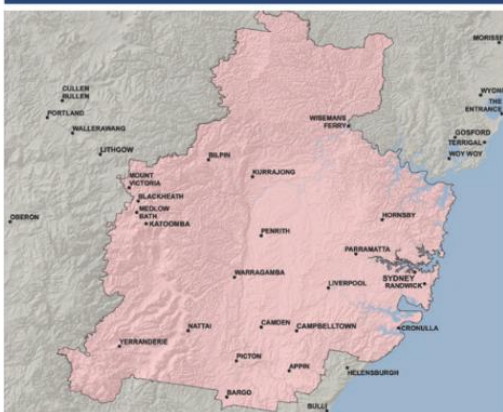 MORISSE
CULLEN
BULLEN
WYONG
PORTLAND
THE
ENTRANCE
WISEMANS
FERRY
WALLERAWANG
GOSFORD
TERRIGAL
LITHGOW
BILPIN
WOY WOY
MOUNT
VICTORIA
KURRAJONG
BLACKHEATH
MEDLOW
BATH
KATOOMBA
OBERON
HORNSBY
PENRITH
PARRAMATTA
WARRAGAMBA
SYDNEY
RANDWICK
LIVERPOOL
NATTAI
CAMDEN
CAMPBELLTOWN
CRONULLA
YERRANDERIE
PICTON
APPIN
HELENSBURGH
BARGO
BULLI